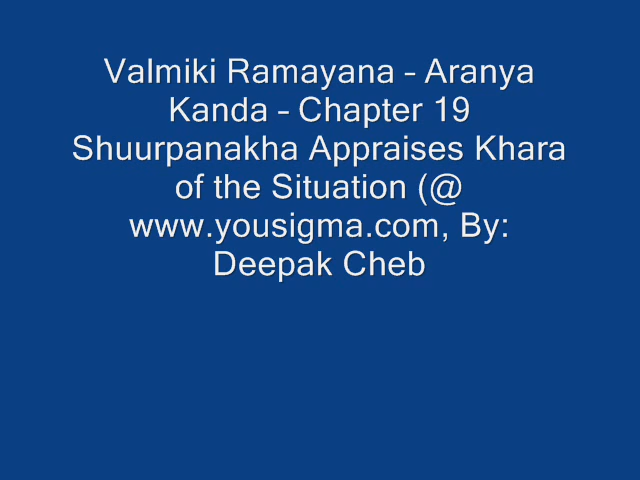 Valmiki Ramayana – Aranya
Kanda – Chapter 19
Shuurpanakha Appraises Khara
of the Situation (@
www.yousigma.com, By:
Deepak Cheb